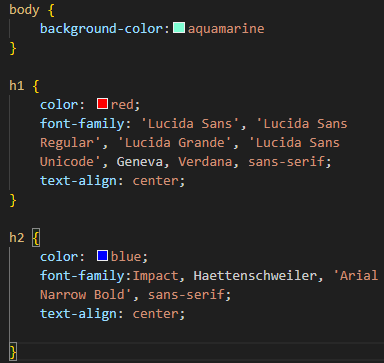 body {
    background-color: aquamarine
}

h1 {
    color: red;
    font-family: 'Lucida Sans', 'Lucida Sans
    Regular', 'Lucida Grande', 'Lucida Sans
    Unicode', Geneva, Verdana, sans-serif;
    text-align: center;
}

h2 {
    color: blue;
    font-family:Impact, Haettenschweiler, 'Arial
    Narrow Bold', sans-serif;
    text-align: center;

}